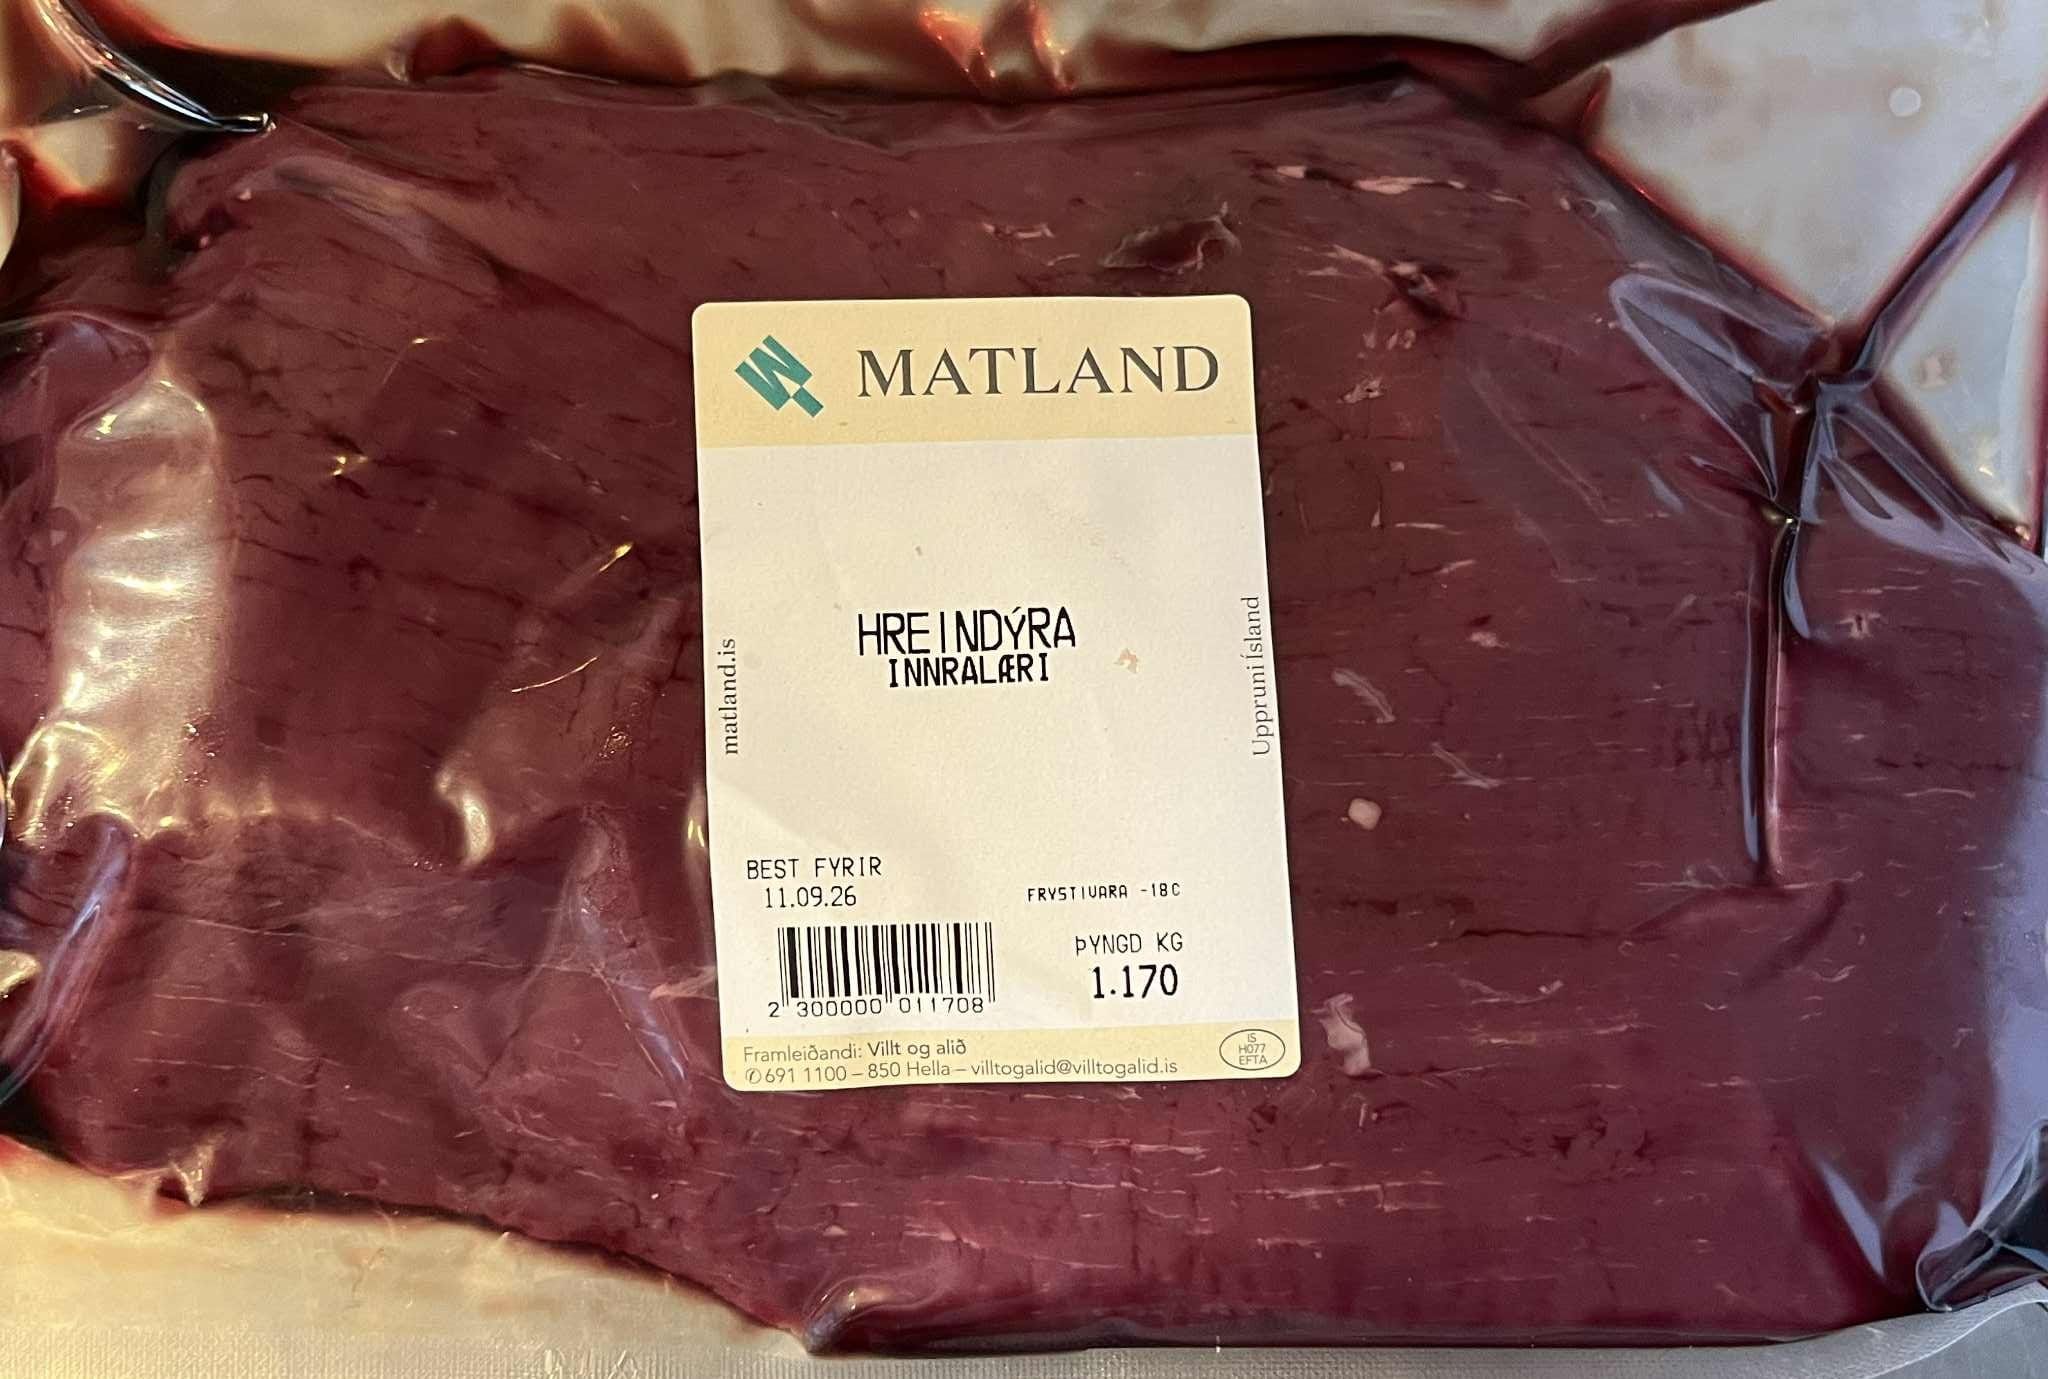 MATLAND
HREINDÝRA
INNRALÆRI
matland.is
Uppruni Ísland
BEST FYRIR
11.09.26
FRYSTIVARA -18C
ÞYNGD KG
1.170
2 300000 011708
Framleiðandi: Villt og alið
✆ 691 1100 – 850 Hella – villtogalid@villtogalid.is
IS
H077
EFTA